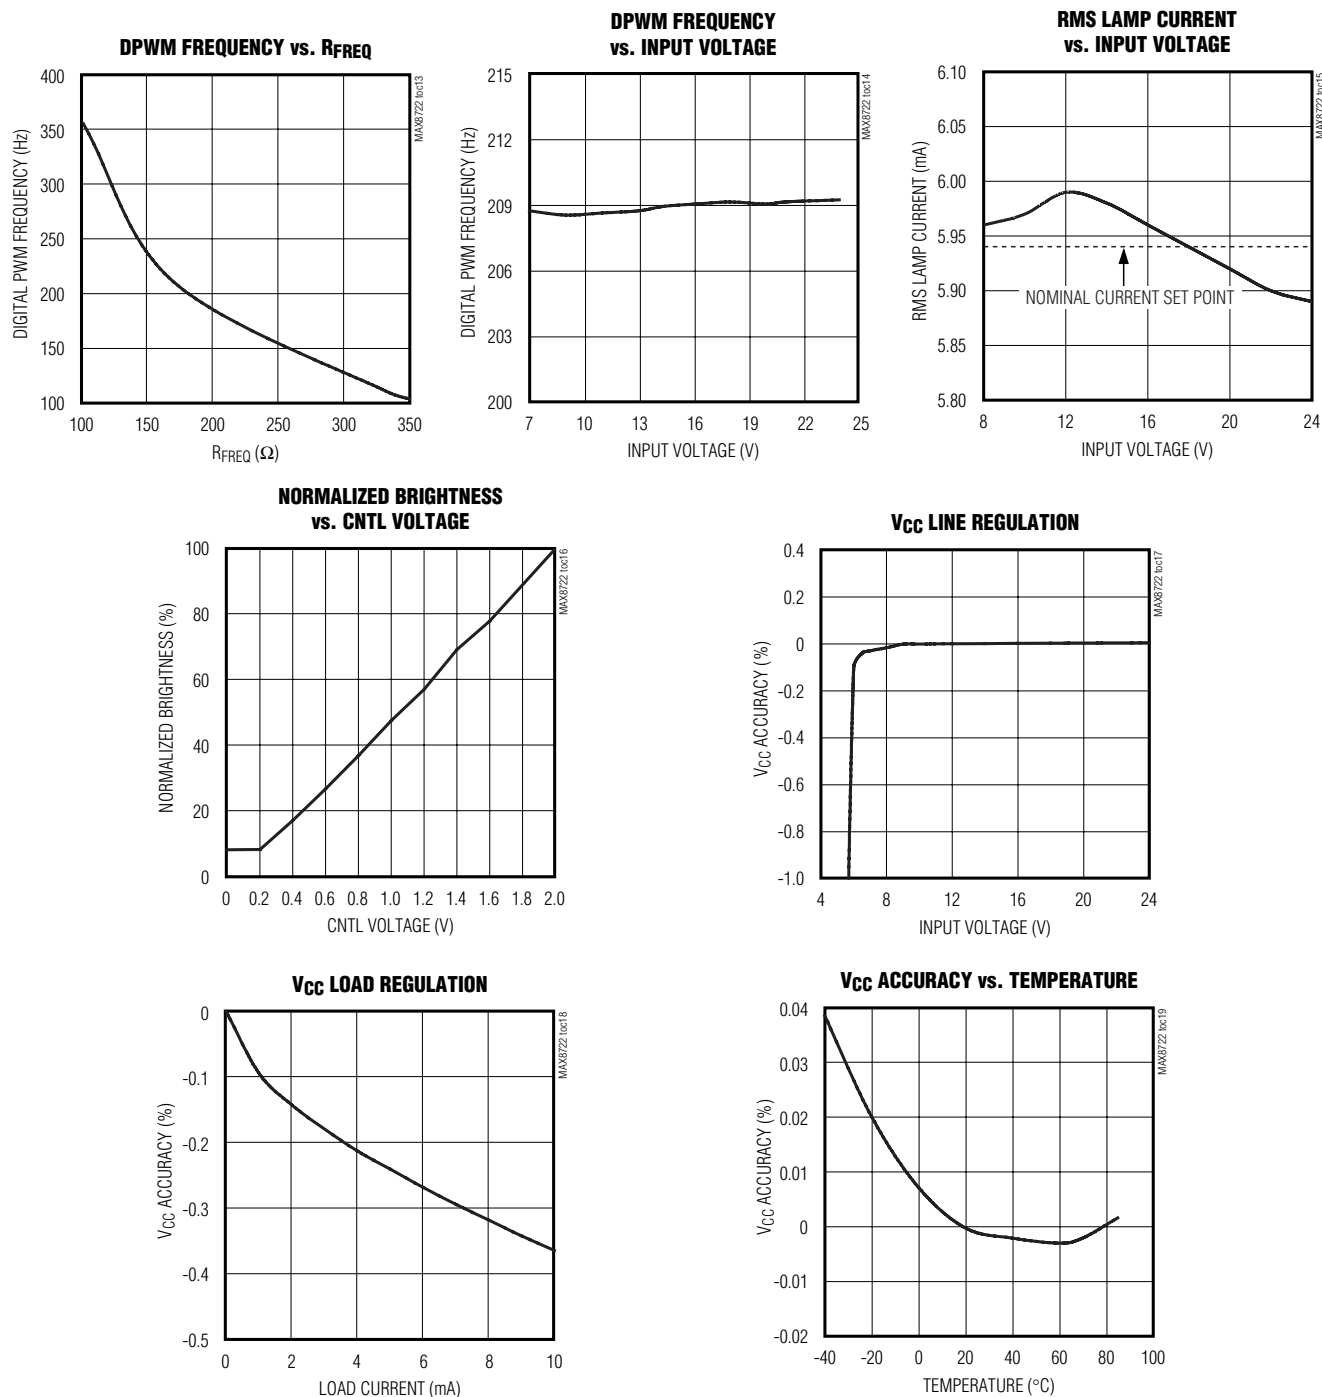 DPWM FREQUENCY vs. RFREQ
400
350
300
250
200
150
100
DIGITAL PWM FREQUENCY (Hz)
100 150 200 250 300 350
RFREQ (Ω)
MAX8722 toc13
DPWM FREQUENCY
vs. INPUT VOLTAGE
215
212
209
206
203
200
DIGITAL PWM FREQUENCY (Hz)
7 10 13 16 19 22 25
INPUT VOLTAGE (V)
MAX8722 toc14
RMS LAMP CURRENT
vs. INPUT VOLTAGE
6.10
6.05
6.00
5.95
5.90
5.85
5.80
RMS LAMP CURRENT (mA)
NOMINAL CURRENT SET POINT
8 12 16 20 24
INPUT VOLTAGE (V)
MAX8722 toc15
NORMALIZED BRIGHTNESS
vs. CNTL VOLTAGE
100
80
60
40
20
0
NORMALIZED BRIGHTNESS (%)
0 0.2 0.4 0.6 0.8 1.0 1.2 1.4 1.6 1.8 2.0
CNTL VOLTAGE (V)
MAX8722 toc16
VCC LINE REGULATION
0.4
0.2
0
-0.2
-0.4
-0.6
-0.8
-1.0
VCC ACCURACY (%)
4 8 12 16 20 24
INPUT VOLTAGE (V)
MAX8722 toc17
VCC LOAD REGULATION
0
-0.1
-0.2
-0.3
-0.4
-0.5
VCC ACCURACY (%)
0 2 4 6 8 10
LOAD CURRENT (mA)
MAX8722 toc18
VCC ACCURACY vs. TEMPERATURE
0.04
0.03
0.02
0.01
0
-0.01
-0.02
VCC ACCURACY (%)
-40 -20 0 20 40 60 80 100
TEMPERATURE (°C)
MAX8722 toc19